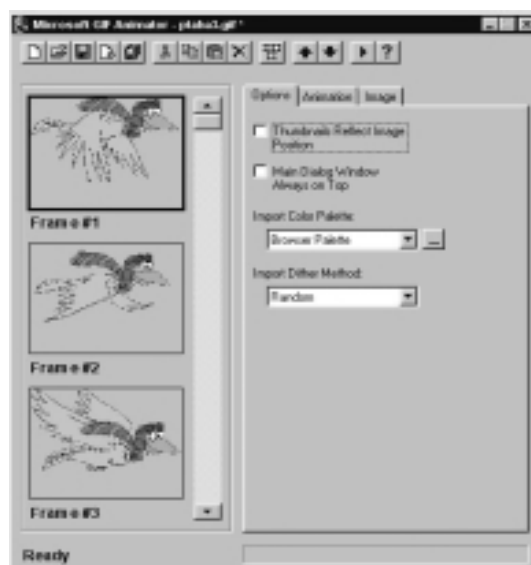 Microsoft GIF Animator - ptaha3.gif *
Options Animation Image
Thumbnails Reflect Image
Position
Main Dialog Window
Always on Top
Import Color Palette:
Browser Palette
...
Import Dither Method:
Random
Frame #1
Frame #2
Frame #3
Ready